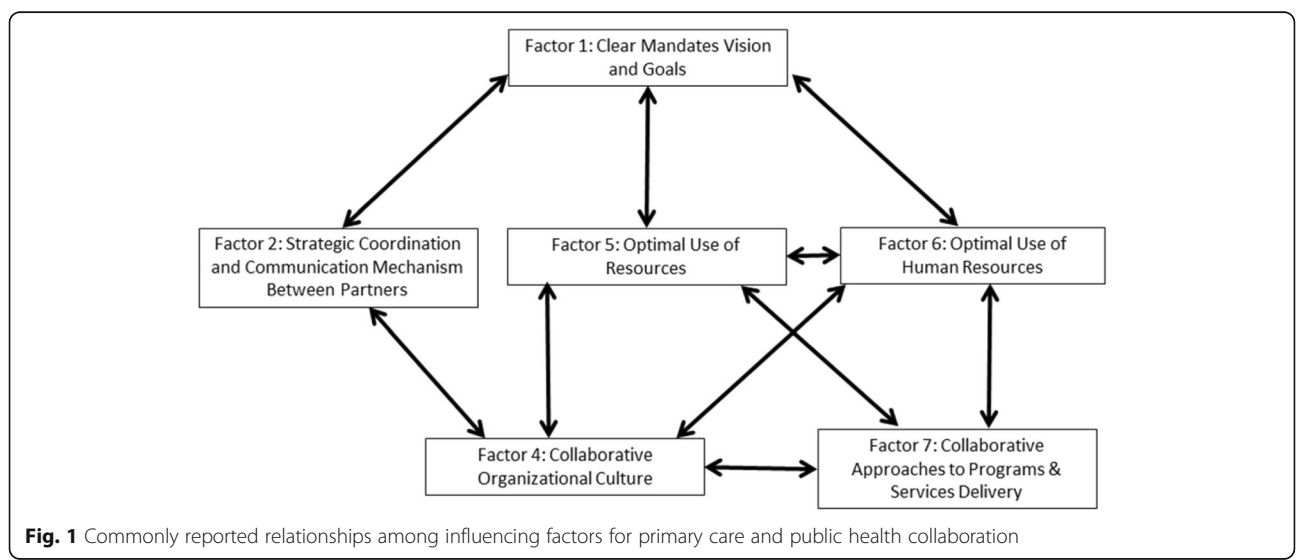 Factor 1: Clear Mandates Vision
and Goals
Factor 2: Strategic Coordination
and Communication Mechanism
Between Partners
Factor 5: Optimal Use of
Resources
Factor 6: Optimal Use of
Human Resources
Factor 4: Collaborative
Organizational Culture
Factor 7: Collaborative
Approaches to Programs &
Services Delivery
Fig. 1 Commonly reported relationships among influencing factors for primary care and public health collaboration